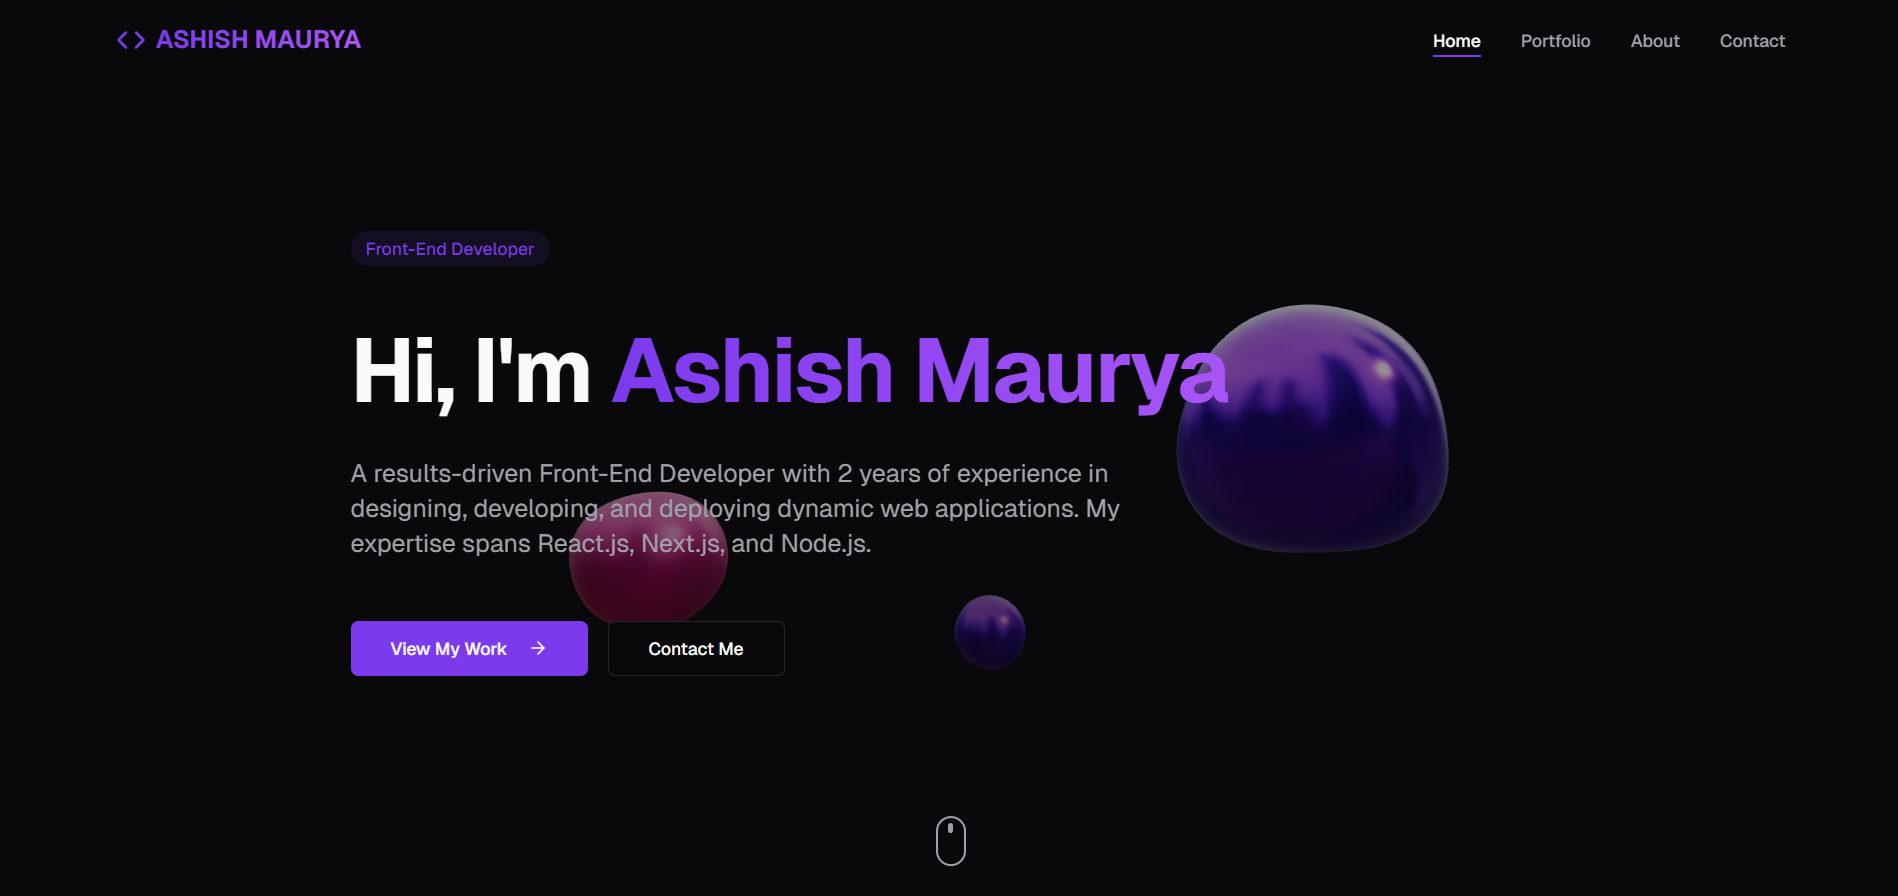 ASHISH MAURYA
Home
Portfolio
About
Contact
Front-End Developer
Hi, I'm Ashish Maurya
A results-driven Front-End Developer with 2 years of experience in
designing, developing, and deploying dynamic web applications. My
expertise spans React.js, Next.js, and Node.js.
View My Work →
Contact Me